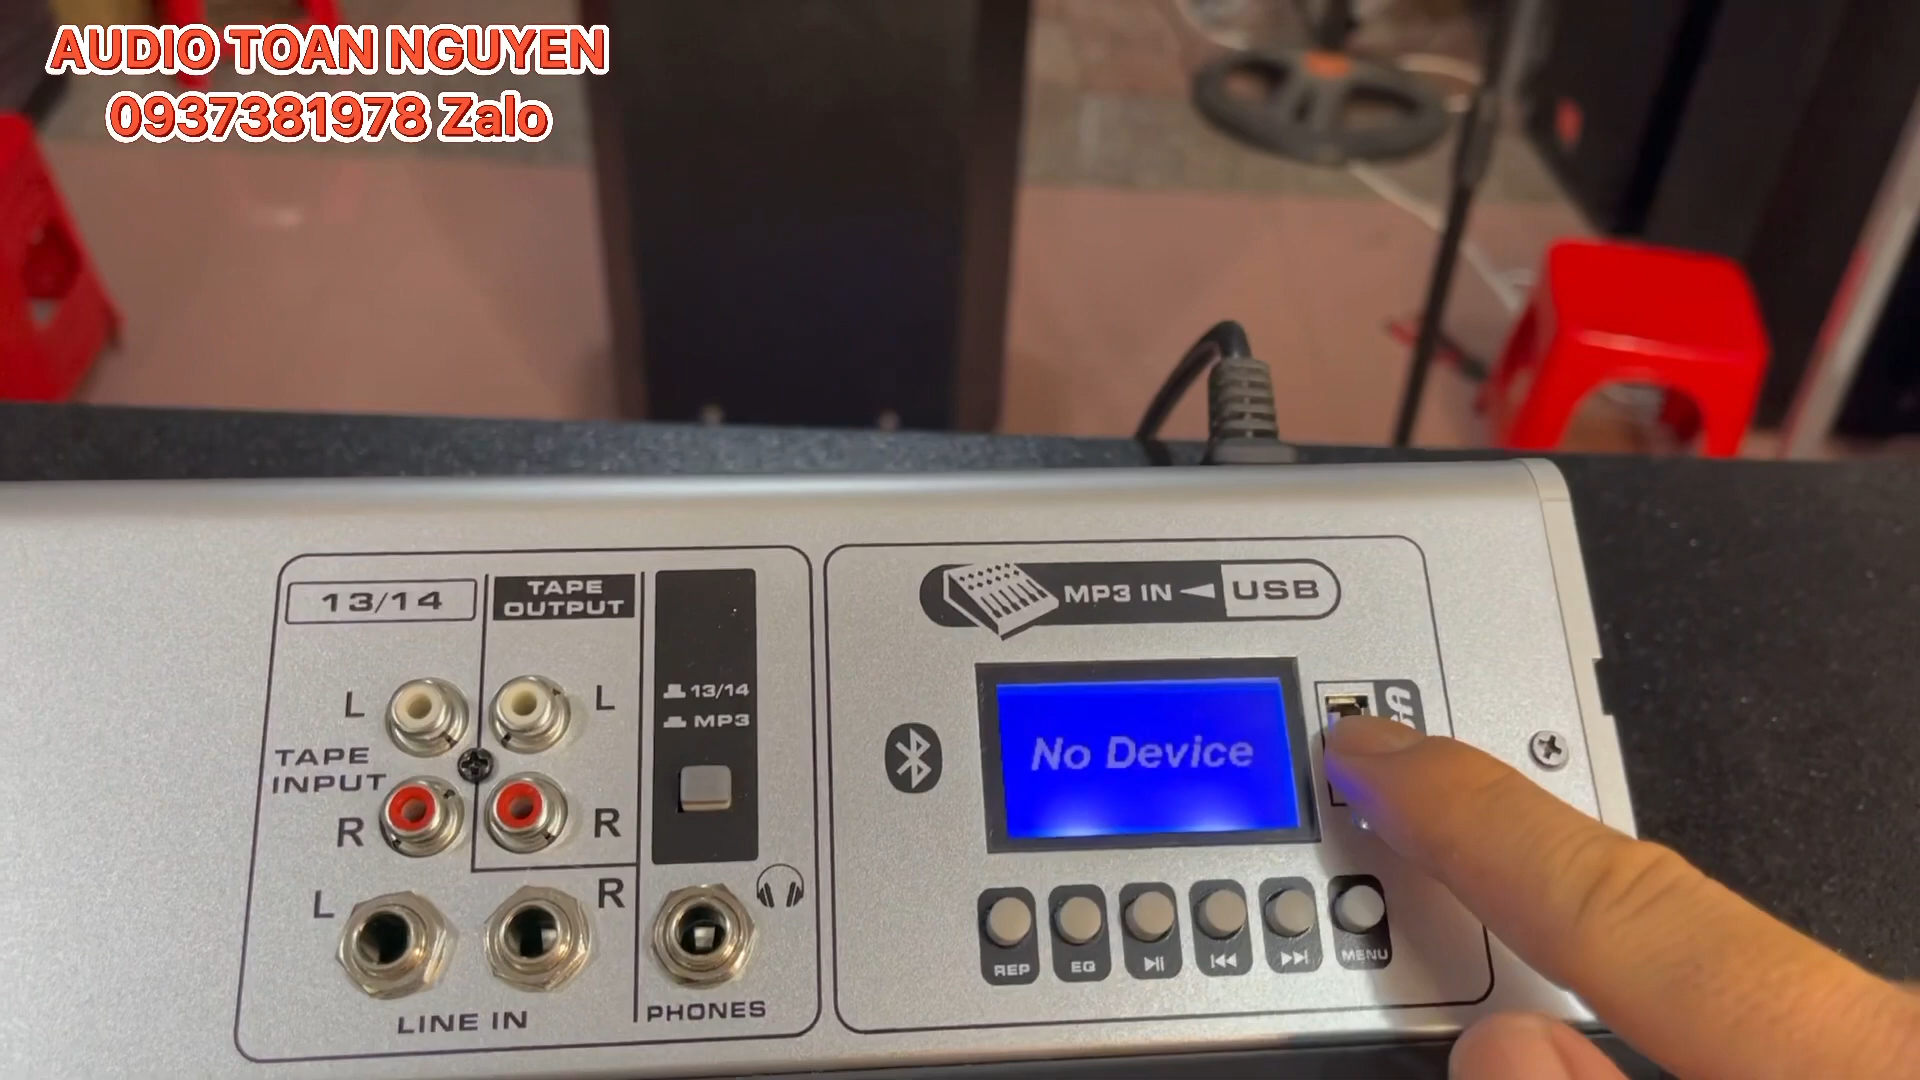 AUDIO TOAN NGUYEN
0937381978 Zalo
13/14
TAPE
OUTPUT
MP3 IN
USB
13/14
MP3
L
L
TAPE
INPUT
R
R
No Device
L
R
LINE IN
PHONES
REP
EQ
MENU